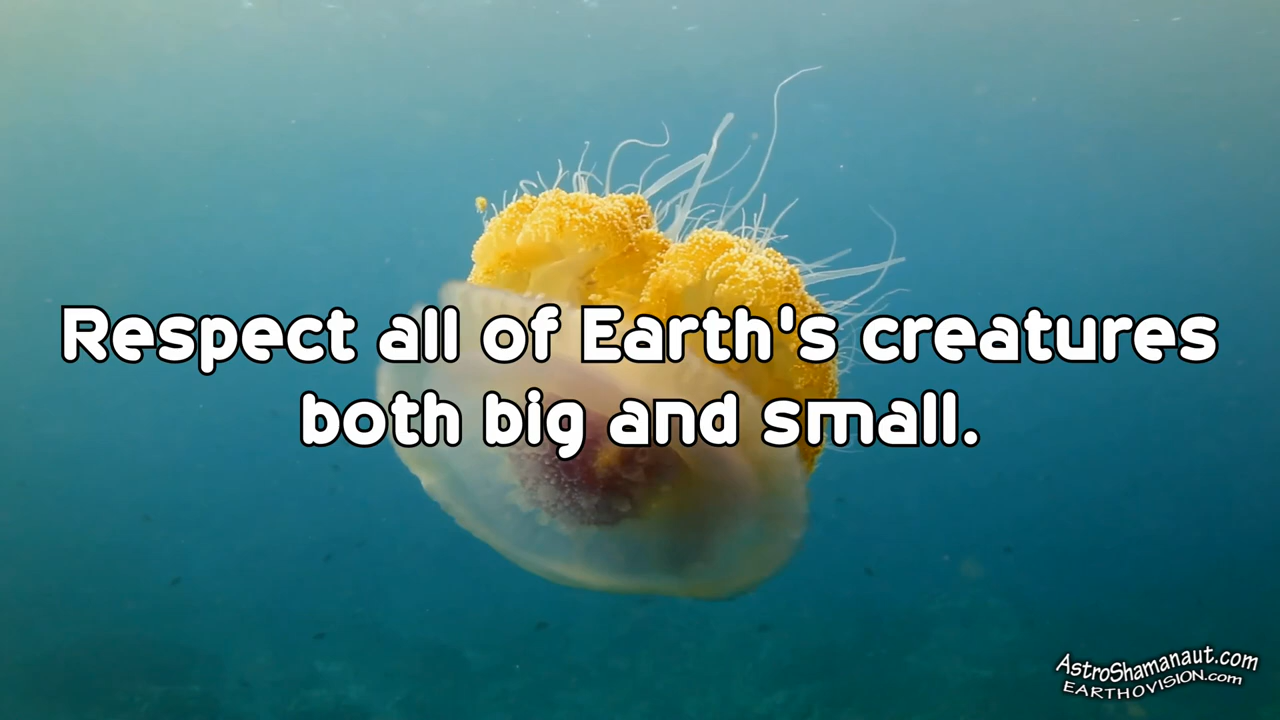 Respect all of Earth's creatures
both big and small.
AstroShamanaut.com
EARTHOVISION.com